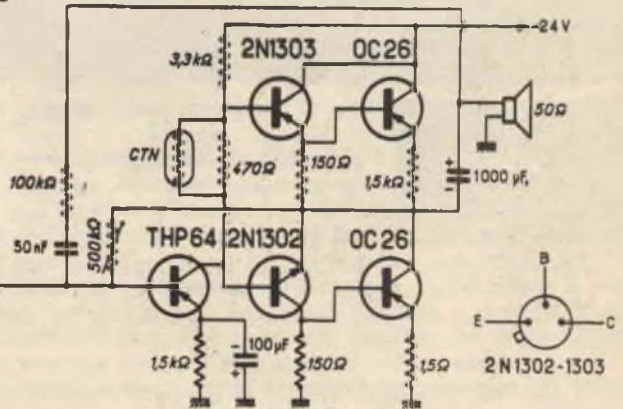 -24V
2N1303
OC26
3,3kΩ
50Ω
CTN
470Ω
150Ω
1,5kΩ
1000 µF,
100kΩ
500kΩ
50nF
THP64
2N1302
OC26
B
E
C
100µF
1,5kΩ
150Ω
1,5Ω
2N1302-1303